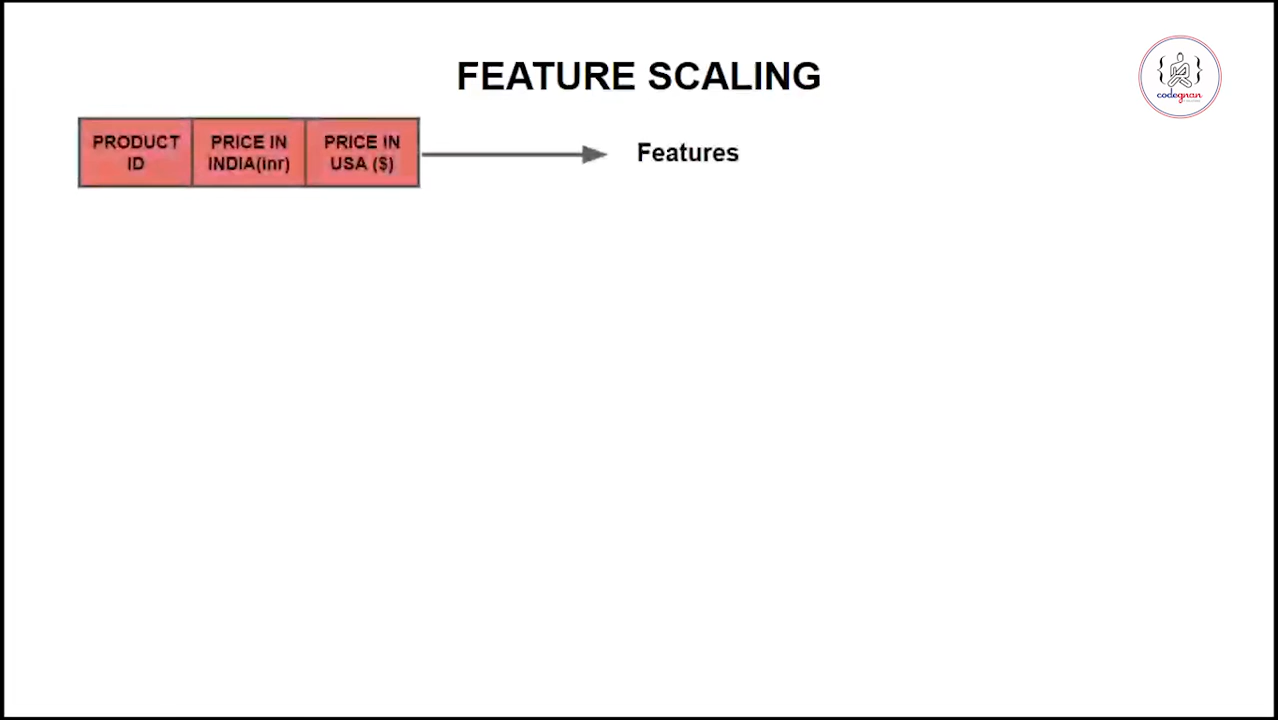 FEATURE SCALING
codegnan
PRODUCT ID
PRICE IN INDIA(inr)
PRICE IN USA ($)
Features